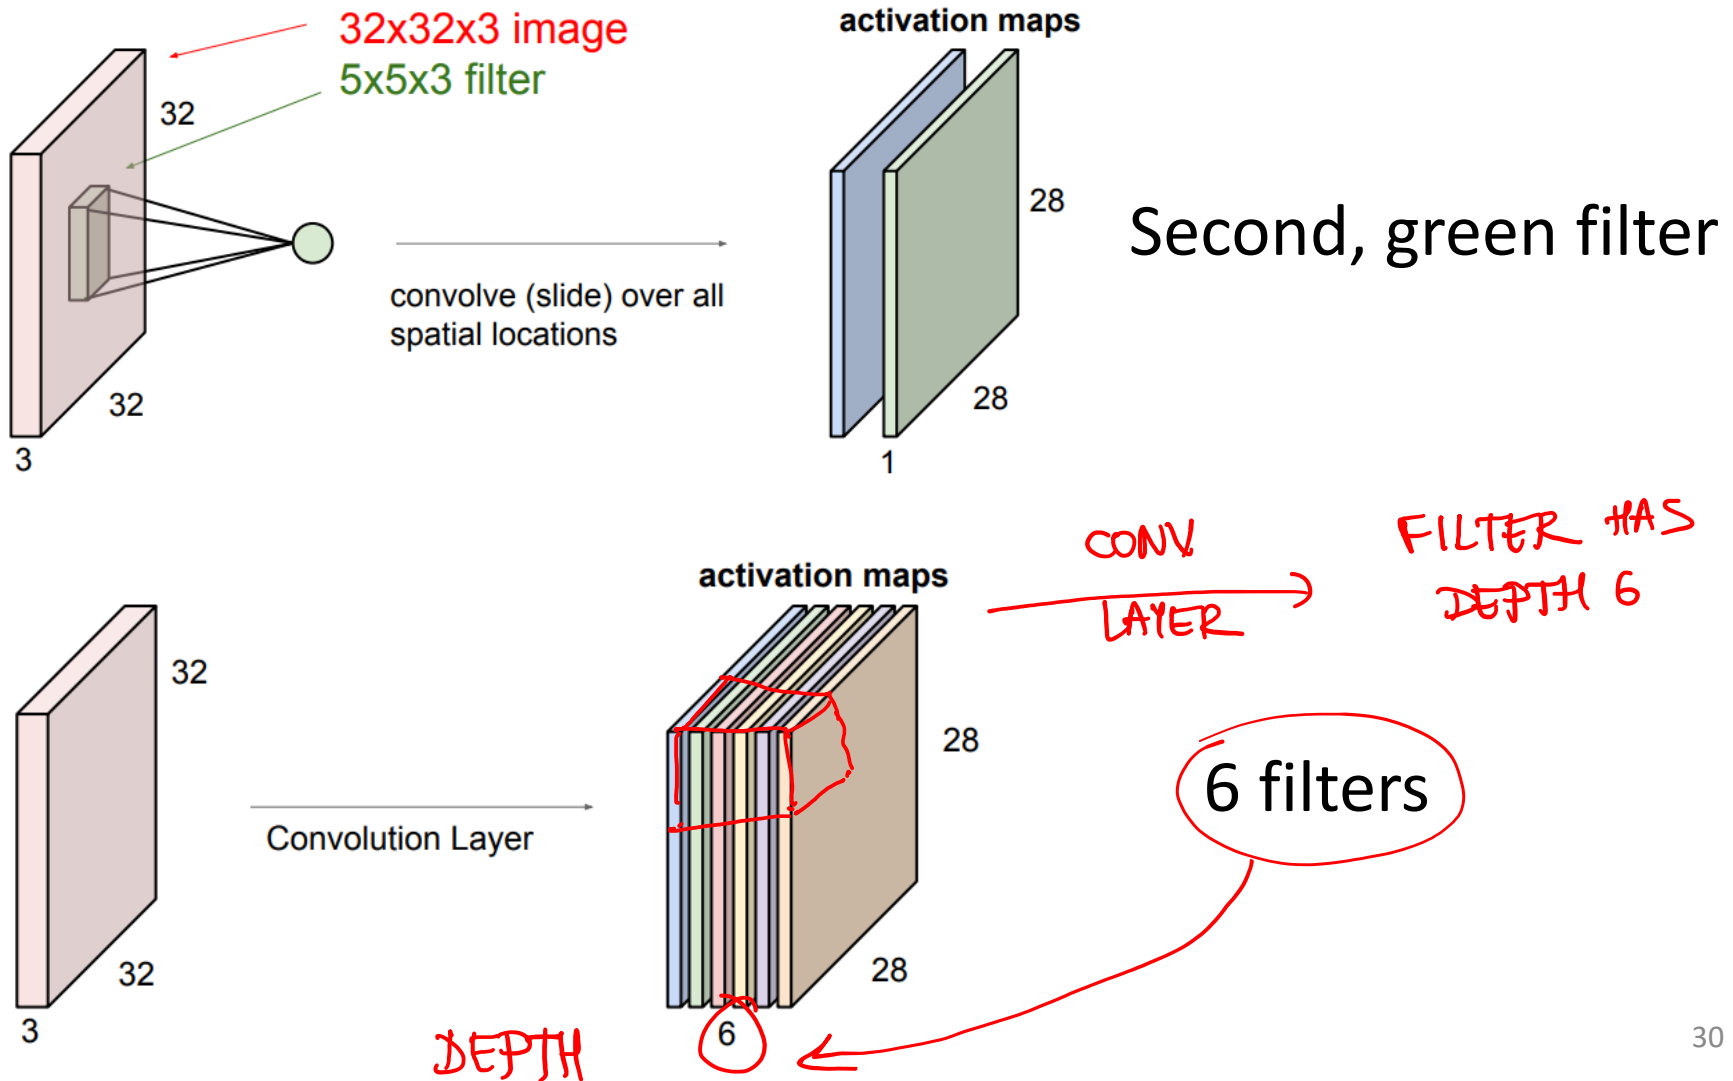 32x32x3 image
5x5x3 filter
32
32
3
convolve (slide) over all
spatial locations
activation maps
28
28
1
Second, green filter
32
32
3
Convolution Layer
activation maps
28
28
6
DEPTH
CONV
LAYER
FILTER HAS
DEPTH 6
6 filters
30